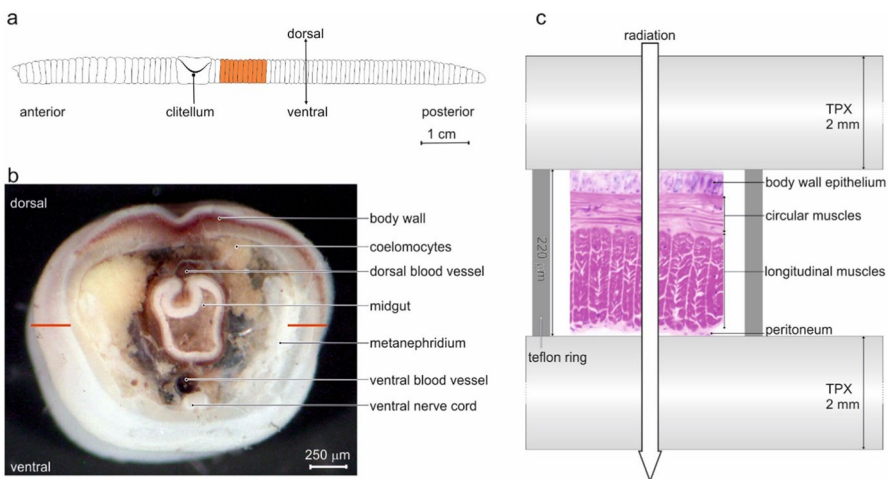 a
dorsal
anterior
clitellum
ventral
posterior
1 cm
b
dorsal
body wall
coelomocytes
dorsal blood vessel
midgut
metanephridium
ventral blood vessel
ventral nerve cord
250 μm
ventral
c
radiation
TPX
2 mm
body wall epithelium
circular muscles
220 μm
longitudinal muscles
peritoneum
teflon ring
TPX
2 mm